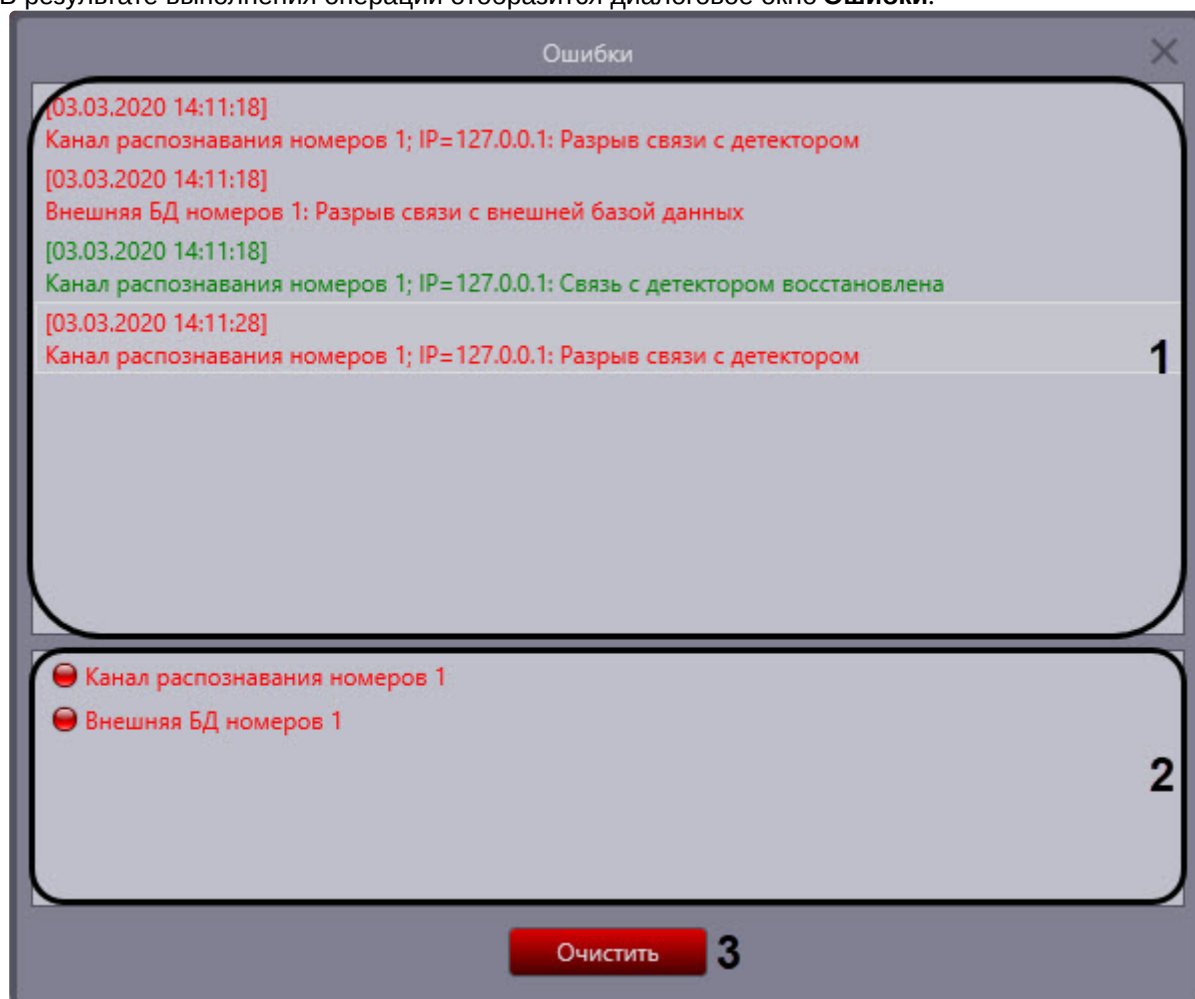 В результате выполнения операции отобразится диалоговое окно Ошибки.
Ошибки
[03.03.2020 14:11:18]
Канал распознавания номеров 1; IP=127.0.0.1: Разрыв связи с детектором
[03.03.2020 14:11:18]
Внешняя БД номеров 1: Разрыв связи с внешней базой данных
[03.03.2020 14:11:18]
Канал распознавания номеров 1; IP=127.0.0.1: Связь с детектором восстановлена
[03.03.2020 14:11:28]
Канал распознавания номеров 1; IP=127.0.0.1: Разрыв связи с детектором
1
Канал распознавания номеров 1
Внешняя БД номеров 1
2
Очистить 3